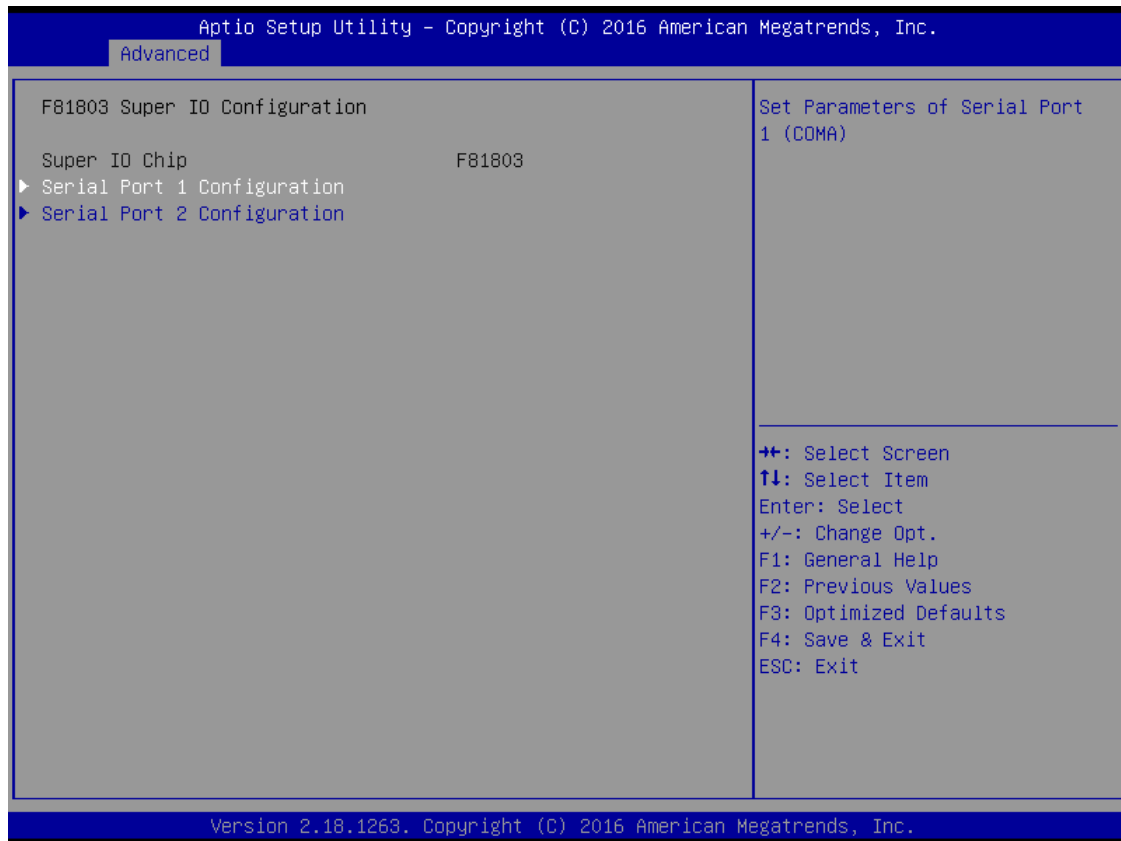 Aptio Setup Utility – Copyright (C) 2016 American Megatrends, Inc.
Advanced
F81803 Super IO Configuration
Super IO Chip F81803
▶ Serial Port 1 Configuration
▶ Serial Port 2 Configuration
Set Parameters of Serial Port
1 (COMA)
→←: Select Screen
↑↓: Select Item
Enter: Select
+/-: Change Opt.
F1: General Help
F2: Previous Values
F3: Optimized Defaults
F4: Save & Exit
ESC: Exit
Version 2.18.1263. Copyright (C) 2016 American Megatrends, Inc.